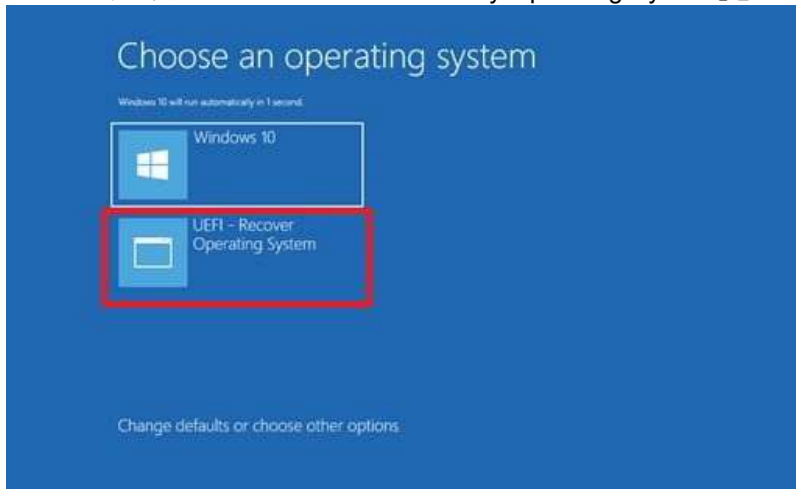 Choose an operating system
Windows 10 will run automatically in 1 second.
Windows 10
UEFI - Recover
Operating System
Change defaults or choose other options